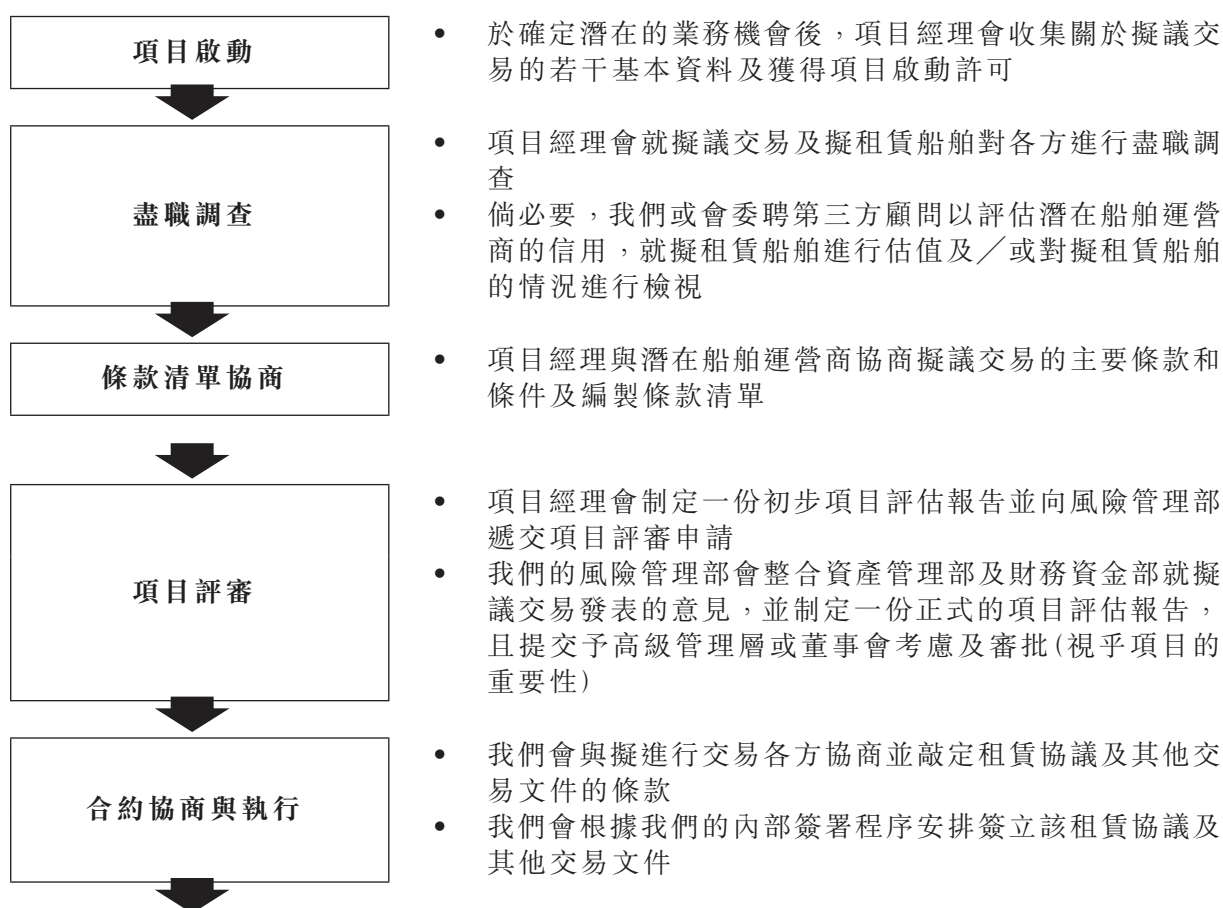 項目啟動
• 於確定潛在的業務機會後，項目經理會收集關於擬議交
易的若干基本資料及獲得項目啟動許可
盡職調查
• 項目經理會就擬議交易及擬租賃船舶對各方進行盡職調
查
• 倘必要，我們或會委聘第三方顧問以評估潛在船舶運營
商的信用，就擬租賃船舶進行估值及／或對擬租賃船舶
的情況進行檢視
條款清單協商
• 項目經理與潛在船舶運營商協商擬議交易的主要條款和
條件及編製條款清單
項目評審
• 項目經理會制定一份初步項目評估報告並向風險管理部
遞交項目評審申請
• 我們的風險管理部會整合資產管理部及財務資金部就擬
議交易發表的意見，並制定一份正式的項目評估報告，
且提交予高級管理層或董事會考慮及審批(視乎項目的
重要性)
合約協商與執行
• 我們會與擬進行交易各方協商並敲定租賃協議及其他交
易文件的條款
• 我們會根據我們的內部簽署程序安排簽立該租賃協議及
其他交易文件